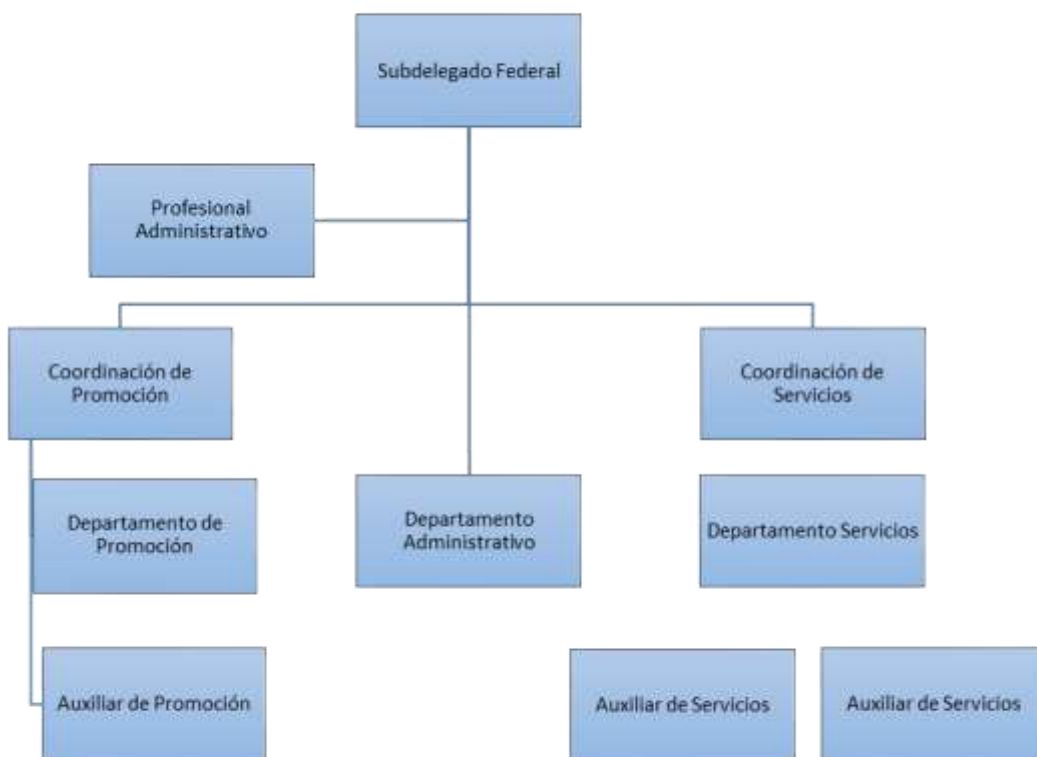 Subdelegado Federal
Profesional
Administrativo
Coordinación de
Promoción
Coordinación de
Servicios
Departamento de
Promoción
Departamento
Administrativo
Departamento Servicios
Auxiliar de Promoción
Auxiliar de Servicios
Auxiliar de Servicios